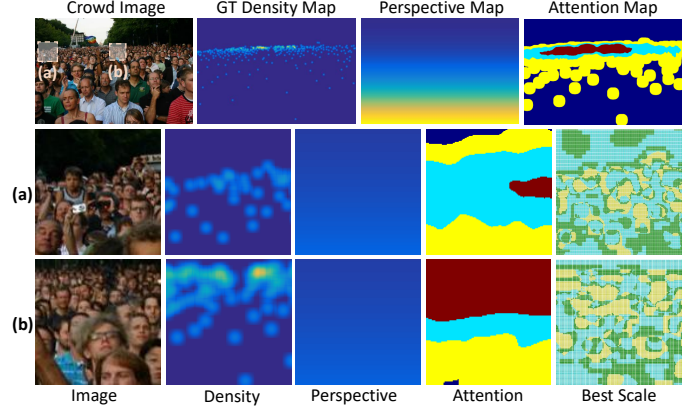 Crowd Image GT Density Map Perspective Map Attention Map
(a) (b)
(a)
(b)
Image Density Perspective Attention Best Scale